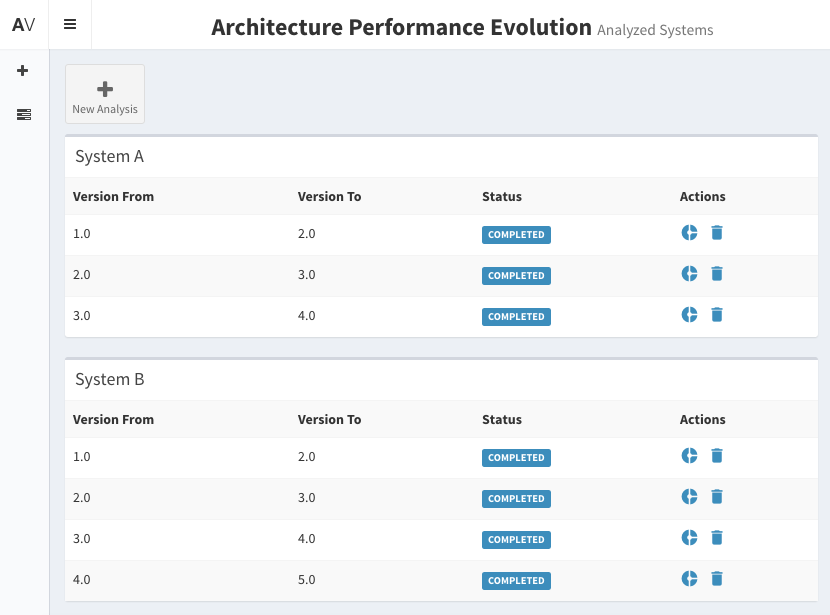 AV
Architecture Performance Evolution Analyzed Systems
New Analysis
System A
Version From Version To Status Actions
1.0 2.0 COMPLETED
2.0 3.0 COMPLETED
3.0 4.0 COMPLETED
System B
Version From Version To Status Actions
1.0 2.0 COMPLETED
2.0 3.0 COMPLETED
3.0 4.0 COMPLETED
4.0 5.0 COMPLETED